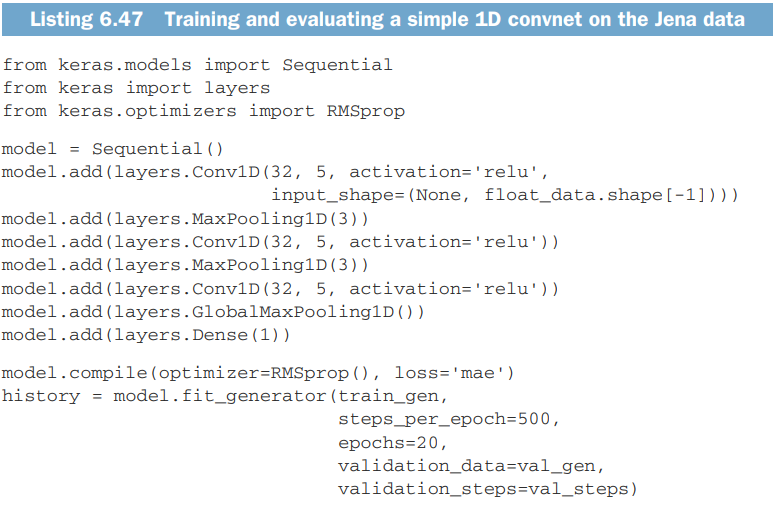 Listing 6.47 Training and evaluating a simple 1D convnet on the Jena data
from keras.models import Sequential
from keras import layers
from keras.optimizers import RMSprop
model = Sequential()
model.add(layers.Conv1D(32, 5, activation='relu',
                        input_shape=(None, float_data.shape[-1])))
model.add(layers.MaxPooling1D(3))
model.add(layers.Conv1D(32, 5, activation='relu'))
model.add(layers.MaxPooling1D(3))
model.add(layers.Conv1D(32, 5, activation='relu'))
model.add(layers.GlobalMaxPooling1D())
model.add(layers.Dense(1))
model.compile(optimizer=RMSprop(), loss='mae')
history = model.fit_generator(train_gen,
                              steps_per_epoch=500,
                              epochs=20,
                              validation_data=val_gen,
                              validation_steps=val_steps)